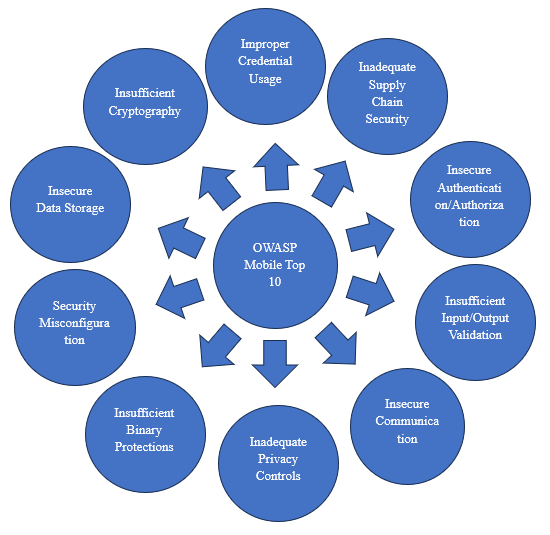 Improper
Credential
Usage
Inadequate
Supply
Chain
Security
Insecure
Authenticati
on/Authoriza
tion
Insufficient
Input/Output
Validation
Insecure
Communica
tion
Inadequate
Privacy
Controls
Insufficient
Binary
Protections
Security
Misconfigura
tion
Insecure
Data Storage
Insufficient
Cryptography
OWASP
Mobile Top
10